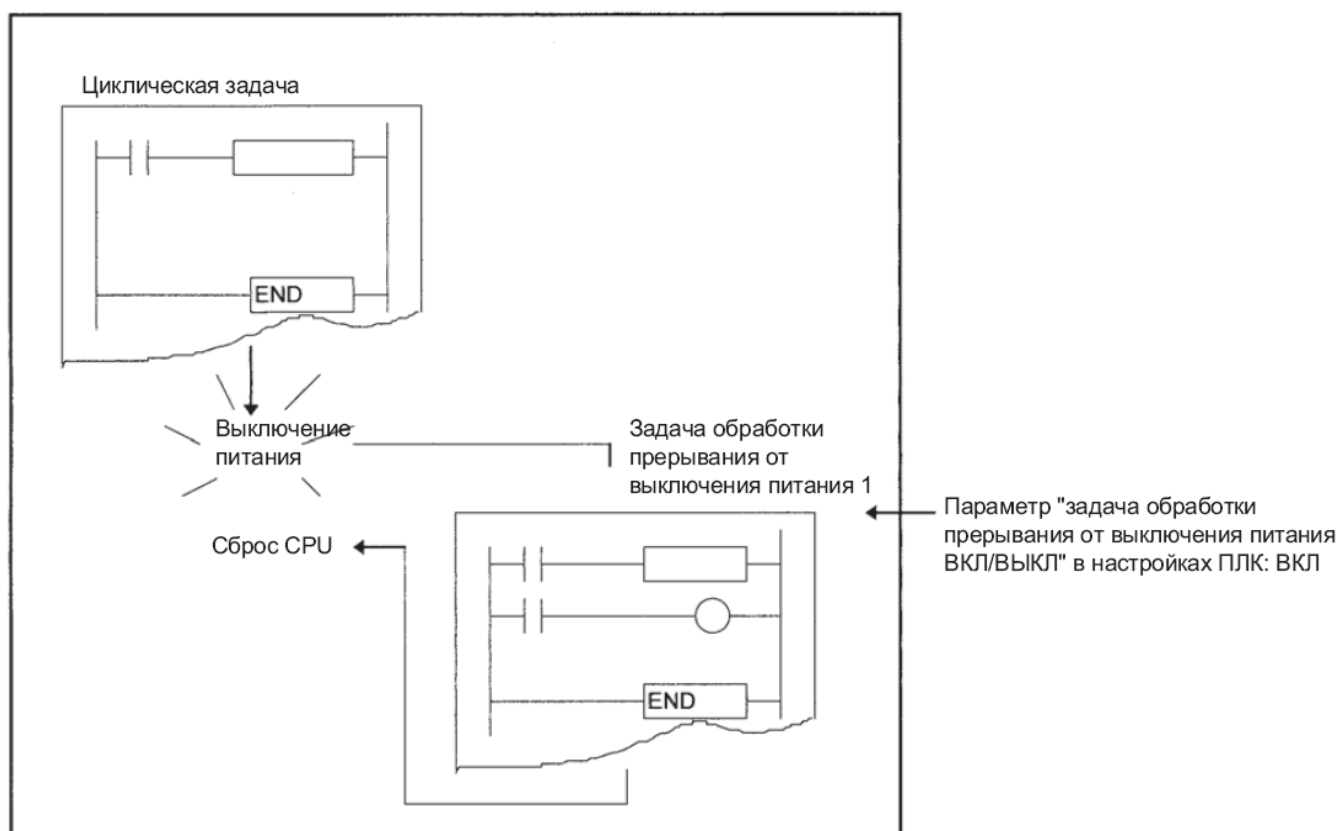 Циклическая задача
END
Выключение
питания
Задача обработки
прерывания от
выключения питания 1
Параметр "задача обработки
прерывания от выключения питания
ВКЛ/ВЫКЛ" в настройках ПЛК: ВКЛ
Сброс CPU
END